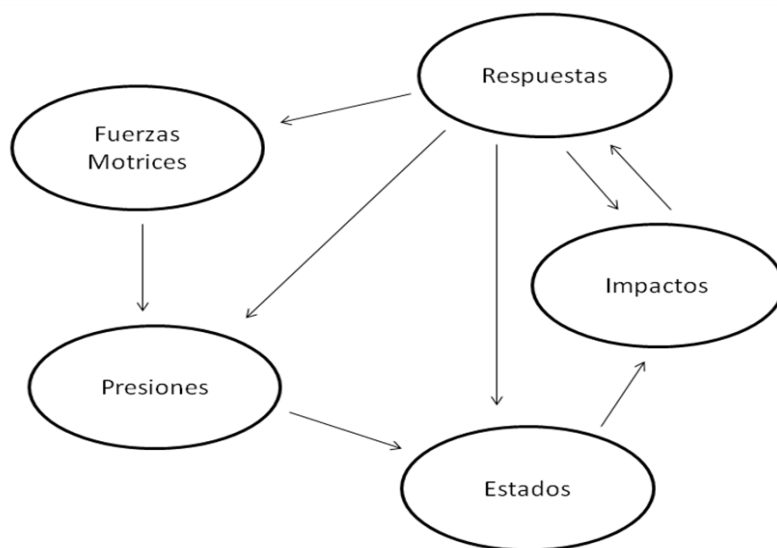 Respuestas
Fuerzas
Motrices
Impactos
Presiones
Estados